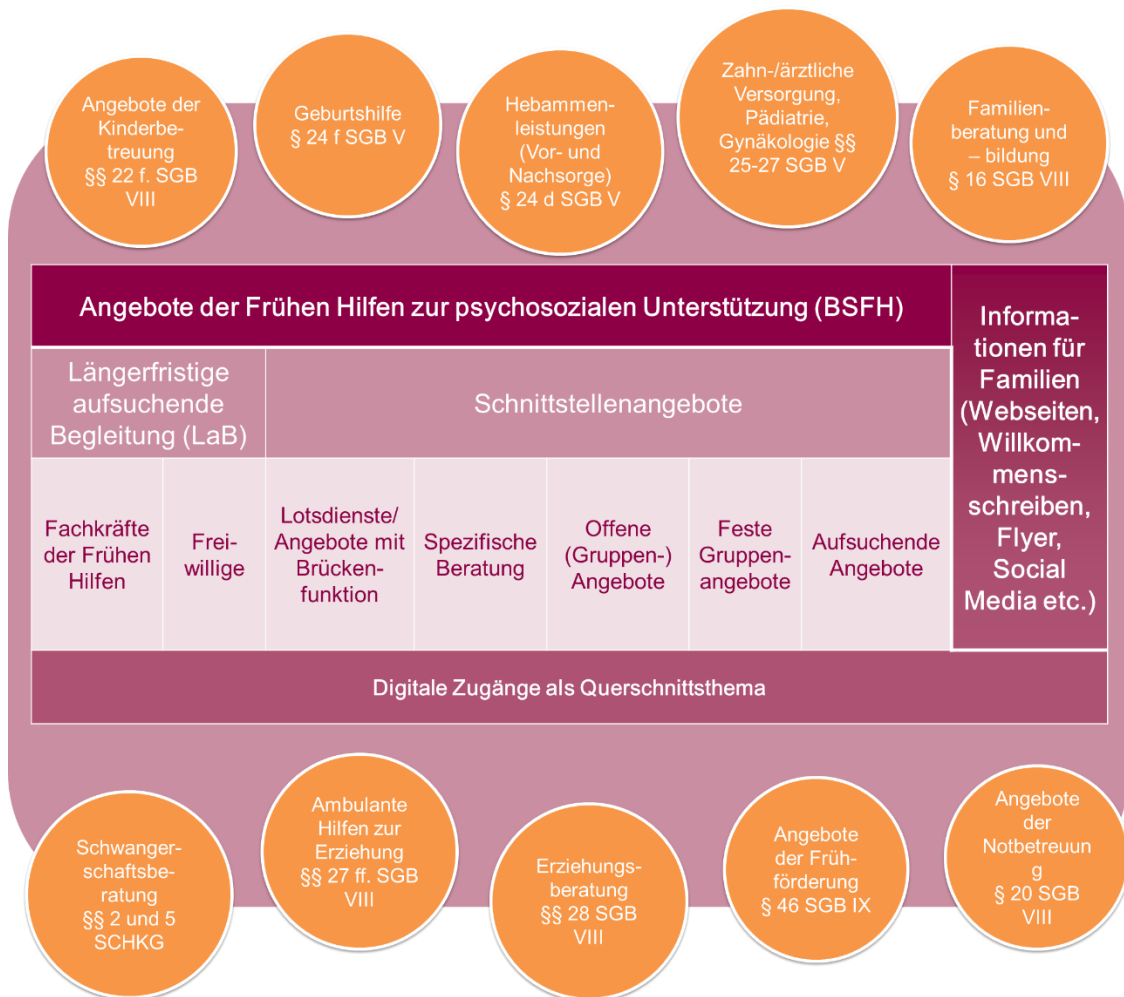 Angebote der
Kinderbe-
treuung
§§ 22 f. SGB
VIII
Geburtshilfe
§ 24 f SGB V
Hebammen-
leistungen
(Vor- und
Nachsorge)
§ 24 d SGB V
Zahn-/ärztliche
Versorgung,
Pädiatrie,
Gynäkologie §§
25-27 SGB V
Familien-
beratung und
– bildung
§ 16 SGB VIII
Angebote der Frühen Hilfen zur psychosozialen Unterstützung (BSFH)
Informa-
tionen für
Familien
(Webseiten,
Willkom-
mens-
schreiben,
Flyer,
Social
Media etc.)
Längerfristige
aufsuchende
Begleitung (LaB)
Schnittstellenangebote
Fachkräfte
der Frühen
Hilfen
Frei-
willige
Lotsdienste/
Angebote mit
Brücken-
funktion
Spezifische
Beratung
Offene
(Gruppen-)
Angebote
Feste
Gruppen-
angebote
Aufsuchende
Angebote
Digitale Zugänge als Querschnittsthema
Schwanger-
schaftsbe-
ratung
§§ 2 und 5
SCHKG
Ambulante
Hilfen zur
Erziehung
§§ 27 ff. SGB
VIII
Erziehungs-
beratung
§§ 28 SGB
VIII
Angebote
der Früh-
förderung
§ 46 SGB IX
Angebote
der
Notbetreuun
g
§ 20 SGB
VIII